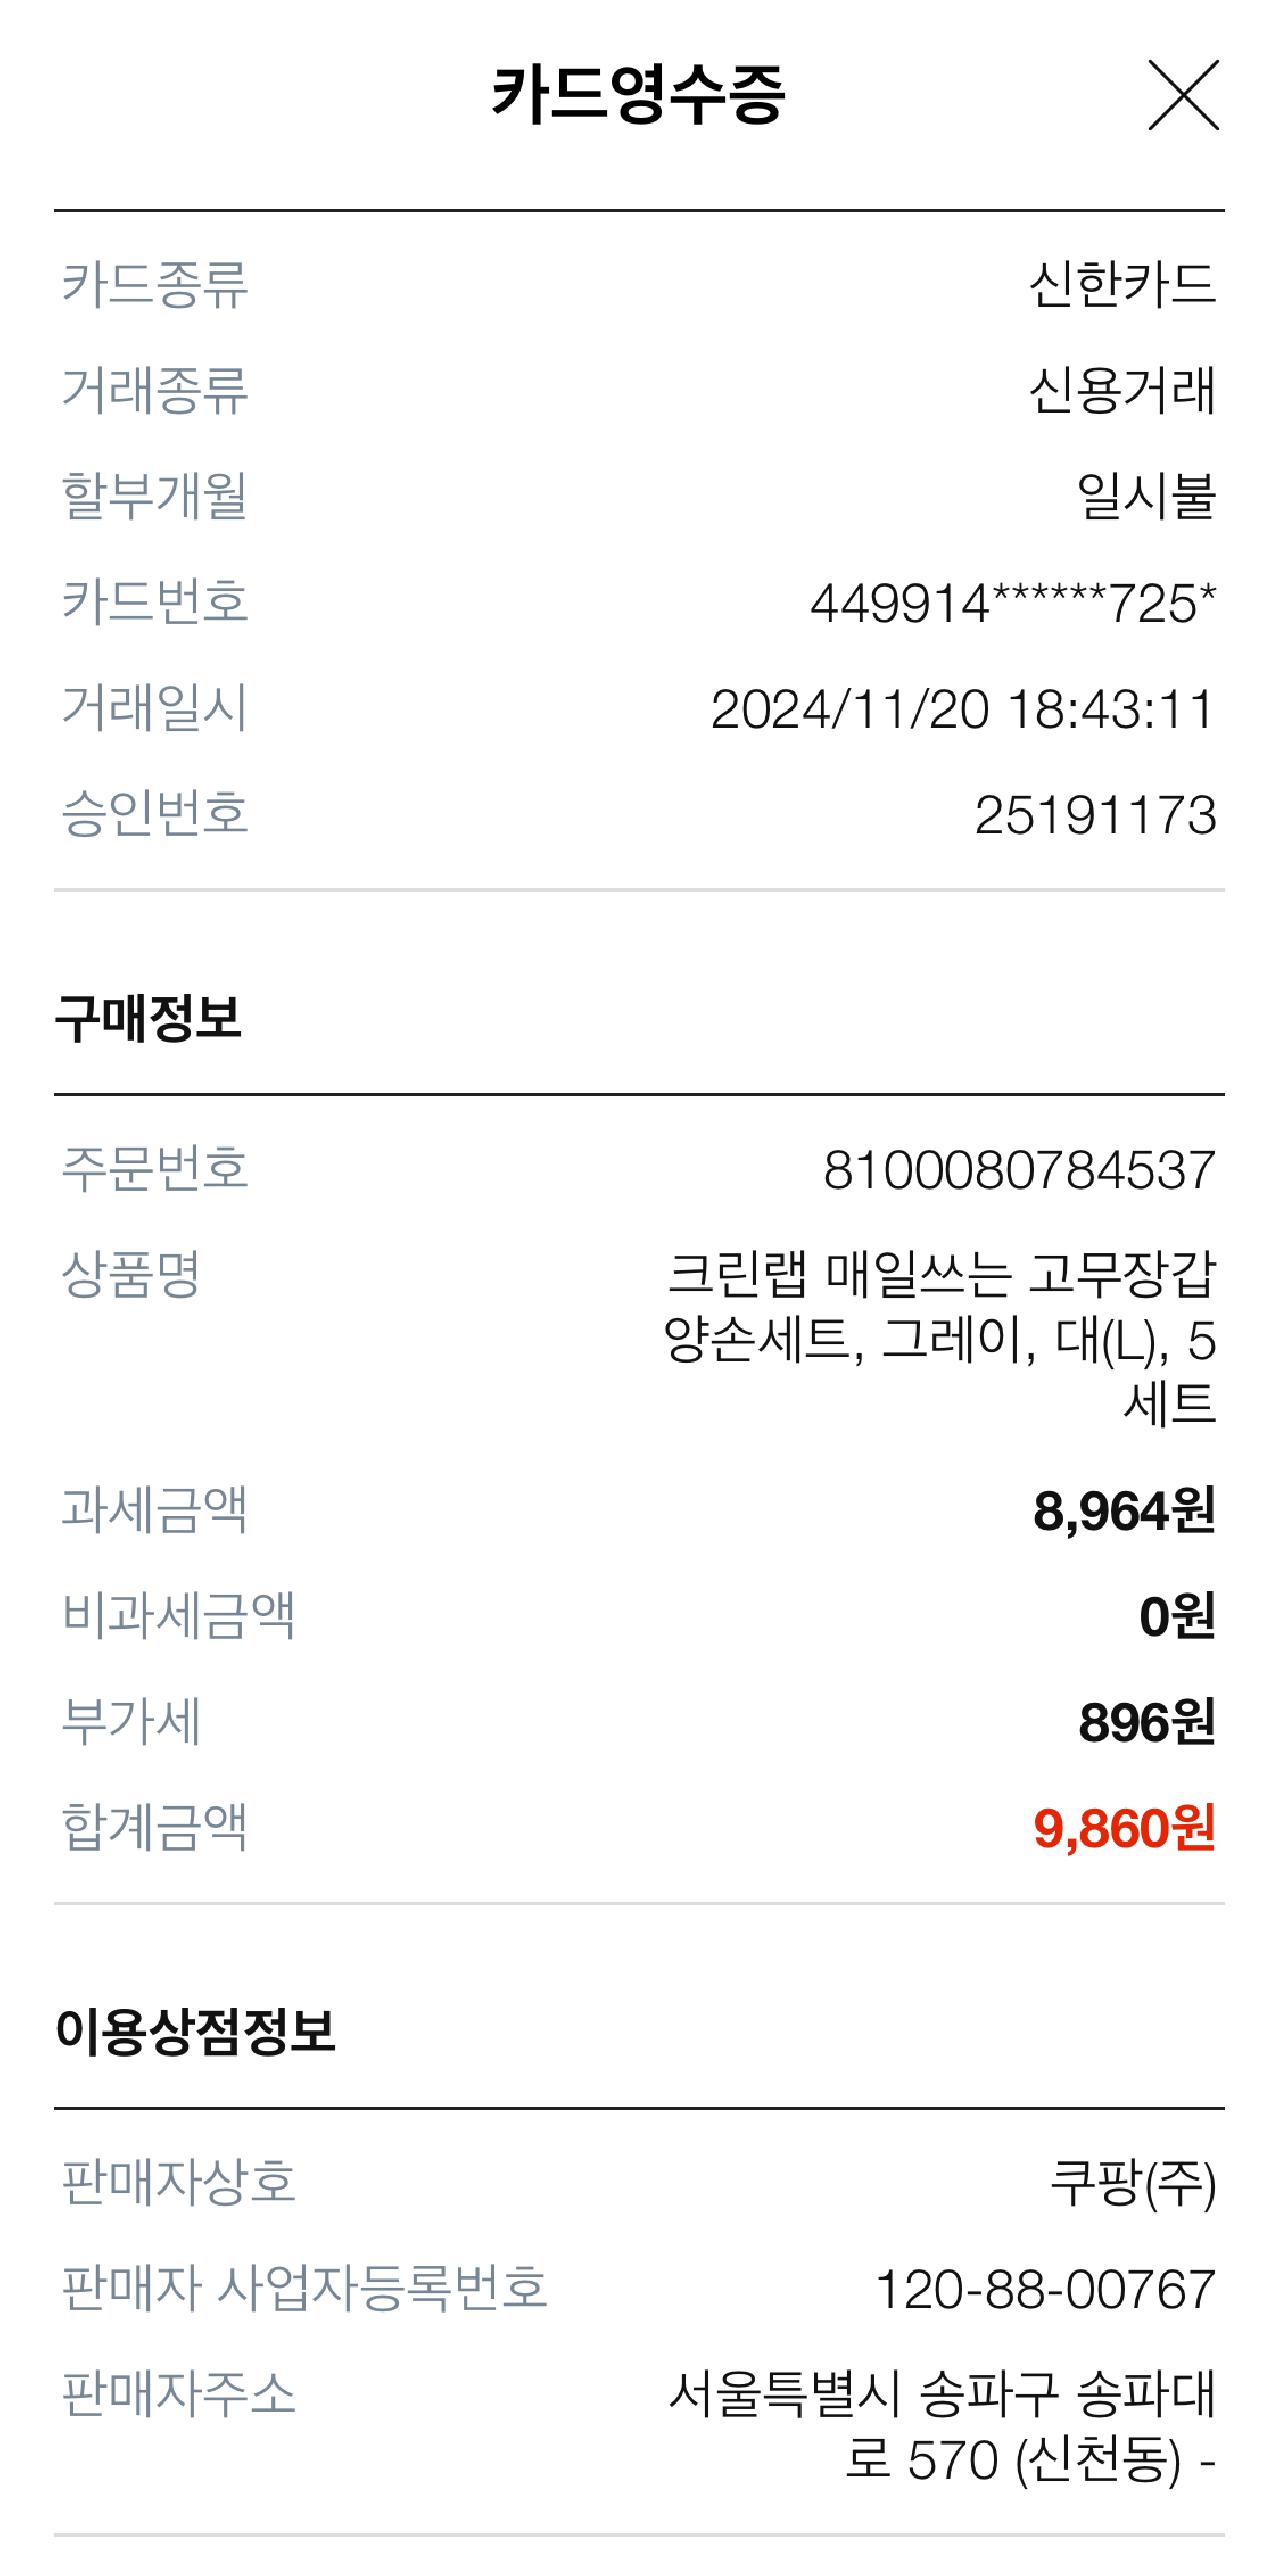 카드영수증
카드종류 신한카드
거래종류 신용거래
할부개월 일시불
카드번호 449914******725*
거래일시 2024/11/20 18:43:11
승인번호 25191173
구매정보
주문번호 8100080784537
상품명 크린랩 매일쓰는 고무장갑
양손세트, 그레이, 대(L), 5
세트
과세금액 8,964원
비과세금액 0원
부가세 896원
합계금액 9,860원
이용상점정보
판매자상호 쿠팡(주)
판매자 사업자등록번호 120-88-00767
판매자주소 서울특별시 송파구 송파대
로 570 (신천동) -